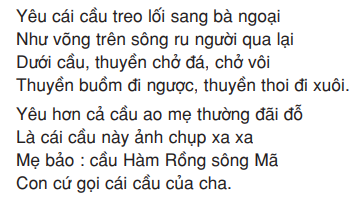 Yêu cái cầu treo lối sang bà ngoại
Như võng trên sông ru người qua lại
Dưới cầu, thuyền chở đá, chở vôi
Thuyền buồm đi ngược, thuyền thoi đi xuôi.
Yêu hơn cả cầu ao mẹ thường đãi đỗ
Là cái cầu này ảnh chụp xa xa
Mẹ bảo : cầu Hàm Rồng sông Mã
Con cứ gọi cái cầu của cha.